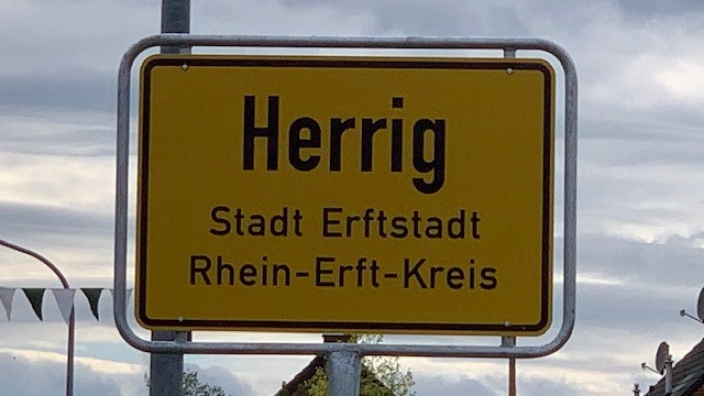 Herrig
Stadt Erftstadt
Rhein-Erft-Kreis